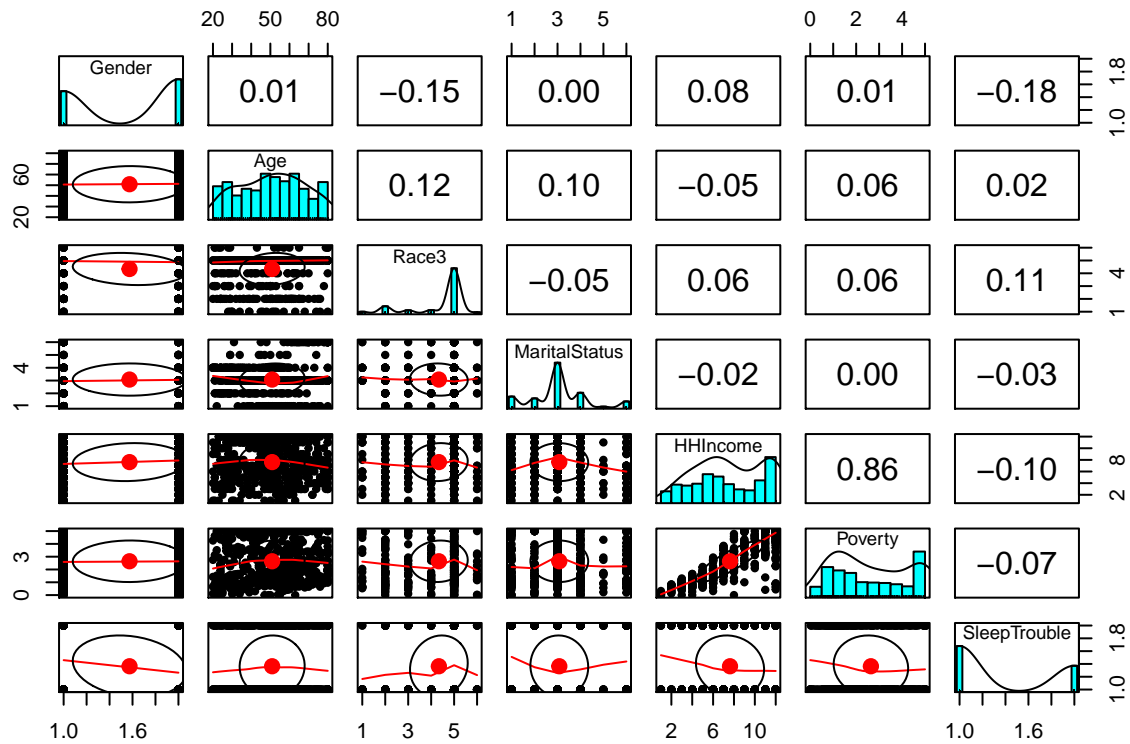 20 50 80 1 3 5 0 2 4
Gender 0.01 −0.15 0.00 0.08 0.01 −0.18 1.0 1.8
20 60 Age 0.12 0.10 −0.05 0.06 0.02
Race3 −0.05 0.06 0.06 0.11 1 4
1 4 MaritalStatus −0.02 0.00 −0.03
HHIncome 0.86 −0.10 2 8
0 3 Poverty −0.07
SleepTrouble 1.0 1.8
1.0 1.6 1 3 5 2 6 10 1.0 1.6